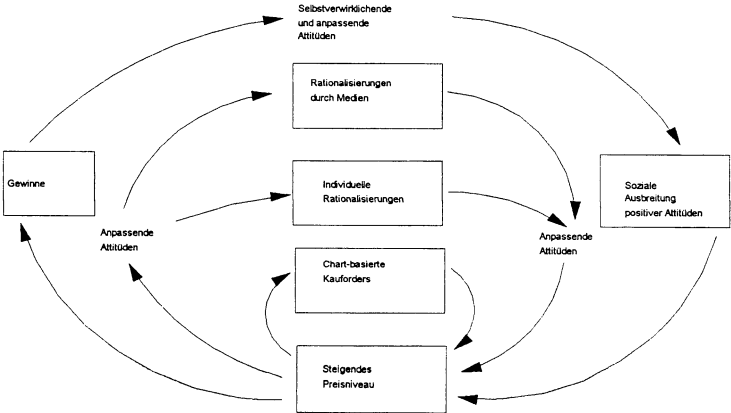 Selbstverwirklichende
und anpassende
Attitüden
Rationalisierungen
durch Medien
Gewinne
Individuelle
Rationalisierungen
Soziale
Ausbreitung
positiver Attitüden
Anpassende
Attitüden
Anpassende
Attitüden
Chart-basierte
Kauforders
Steigendes
Preisniveau